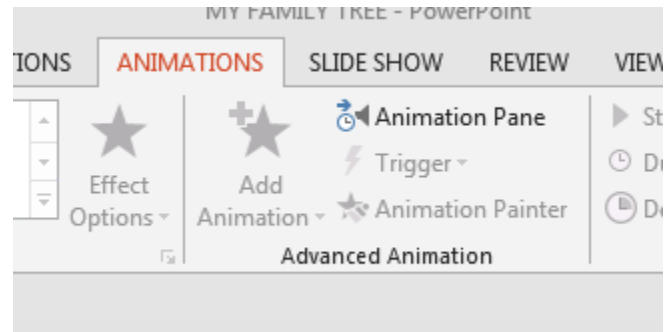 MY FAMILY TREE - PowerPoint
ANIMATIONS SLIDE SHOW REVIEW
Animation Pane
Trigger
Effect Options
Add Animation
Animation Painter
Advanced Animation